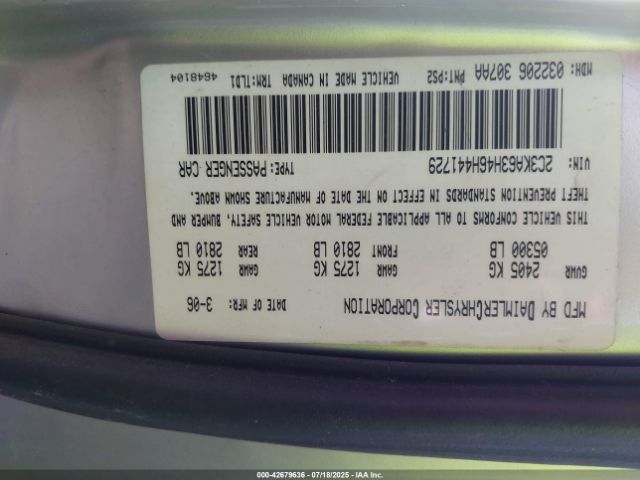 MFD BY DAIMLERCHRYSLER CORPORATION DATE OF MFR: 3-06
GVWR 2405 KG GAWR 1275 KG GAWR 1275 KG
05300 LB FRONT 2810 LB REAR 2810 LB
THIS VEHICLE CONFORMS TO ALL APPLICABLE FEDERAL MOTOR VEHICLE SAFETY, BUMPER AND
THEFT PREVENTION STANDARDS IN EFFECT ON THE DATE OF MANUFACTURE SHOWN ABOVE.
VIN: 2C3KA63H46H441729 TYPE: PASSENGER CAR
MDH: 032206 307AA PNT: PS2 VEHICLE MADE IN CANADA TRM: TLD1 4648104
000-42679636 - 07/18/2025 - IAA Inc.